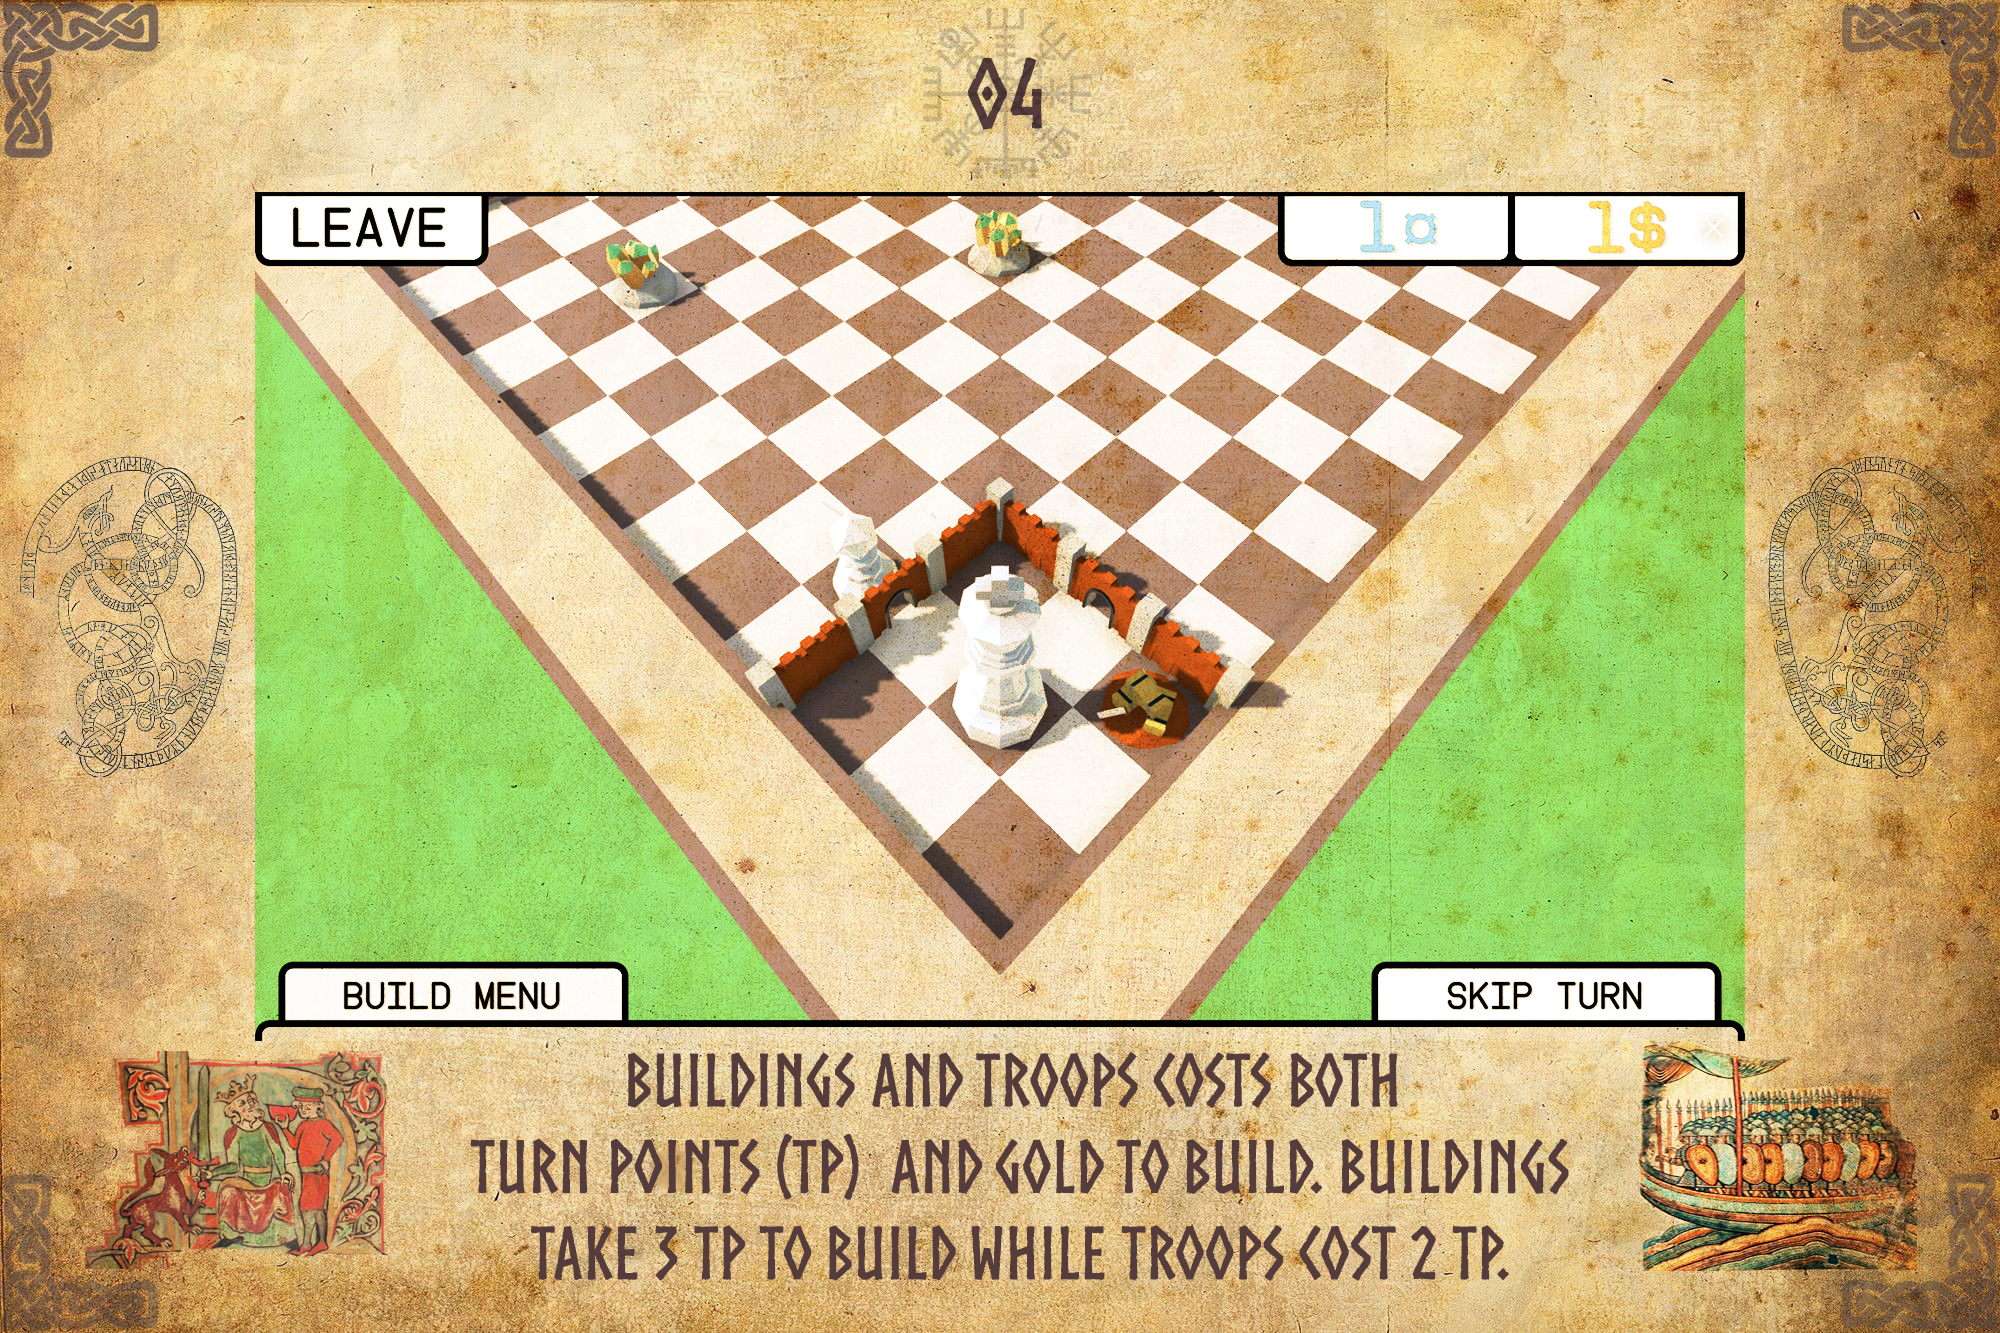 04
LEAVE
1¤
1$
BUILD MENU
SKIP TURN
BUILDINGS AND TROOPS COSTS BOTH
TURN POINTS (TP) AND GOLD TO BUILD. BUILDINGS
TAKE 3 TP TO BUILD WHILE TROOPS COST 2 TP.